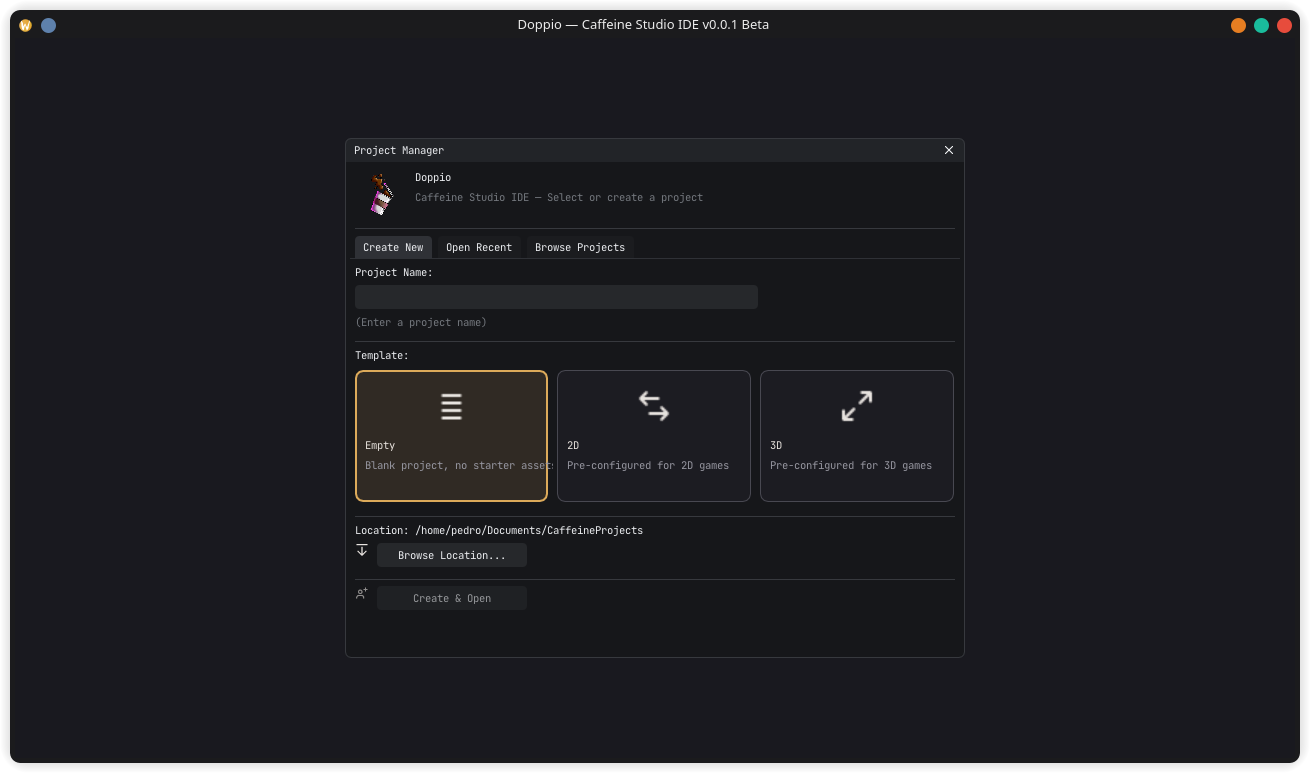 Doppio — Caffeine Studio IDE v0.0.1 Beta
Project Manager
Doppio
Caffeine Studio IDE — Select or create a project
Create New Open Recent Browse Projects
Project Name:
(Enter a project name)
Template:
Empty 2D 3D
Blank project, no starter assets Pre-configured for 2D games Pre-configured for 3D games
Location: /home/pedro/Documents/CaffeineProjects
Browse Location...
Create & Open